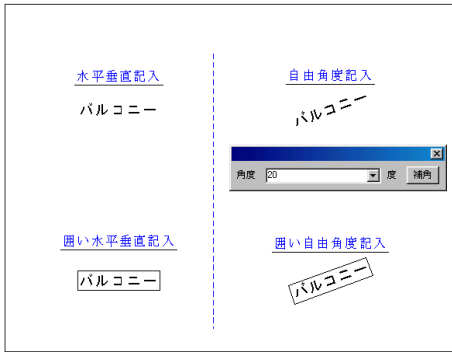 水平垂直記入
バルコニー
自由角度記入
バルコニー
角度 20 度 補角
囲い水平垂直記入
バルコニー
囲い自由角度記入
バルコニー